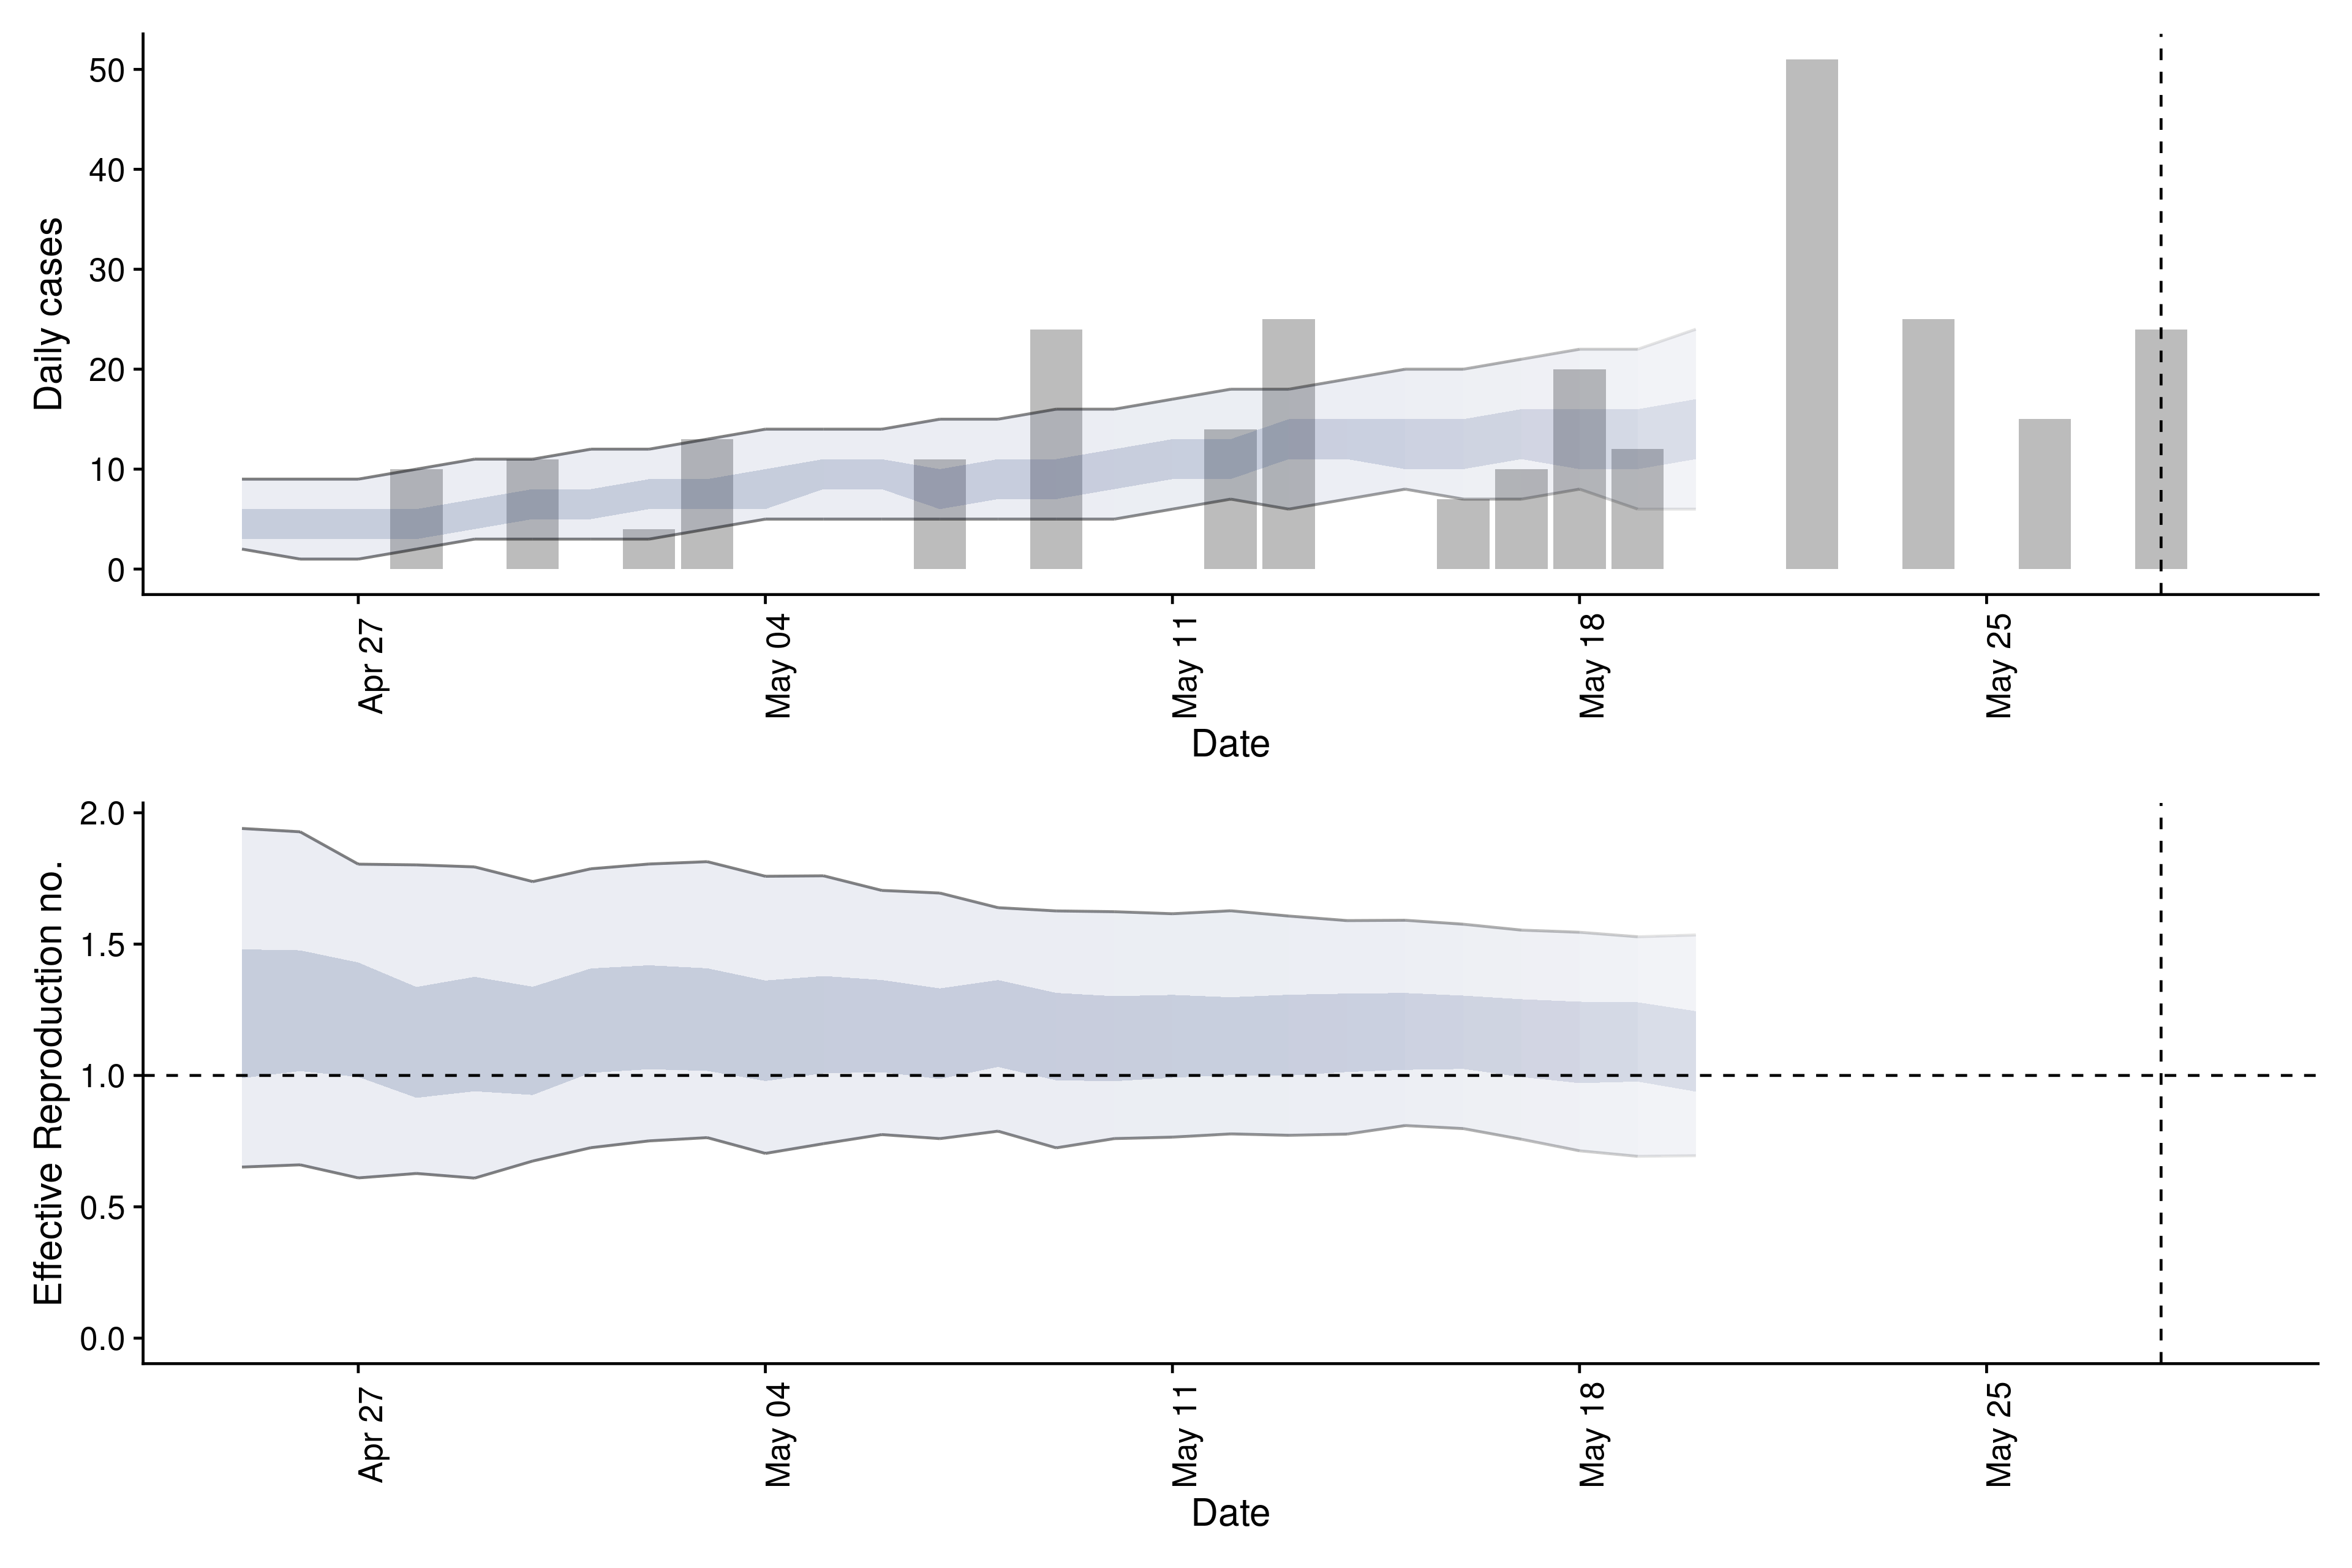 Daily cases
50
40
30
20
10
0
Apr 27
May 04
May 11
May 18
May 25
Date
Effective Reproduction no.
2.0
1.5
1.0
0.5
0.0
Apr 27
May 04
May 11
May 18
May 25
Date